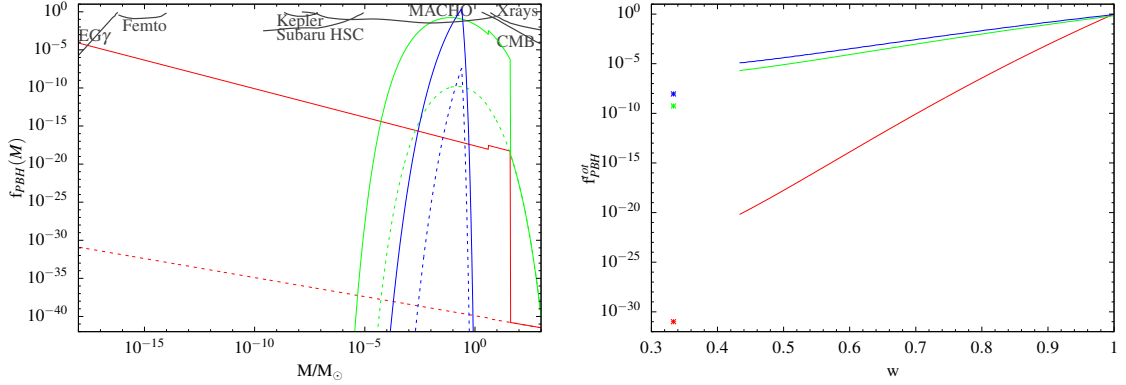 10^0
10^-5
10^-10
10^-15
10^-20
10^-25
10^-30
10^-35
10^-40
f_PBH(M)
EGγ
Femto
Kepler
Subaru HSC
MACHO
Xrays
CMB
10^-15 10^-10 10^-5 10^0
M/M_⊙
10^0
10^-5
10^-10
10^-15
10^-20
10^-25
10^-30
f^tot_PBH
0.3 0.4 0.5 0.6 0.7 0.8 0.9 1
w